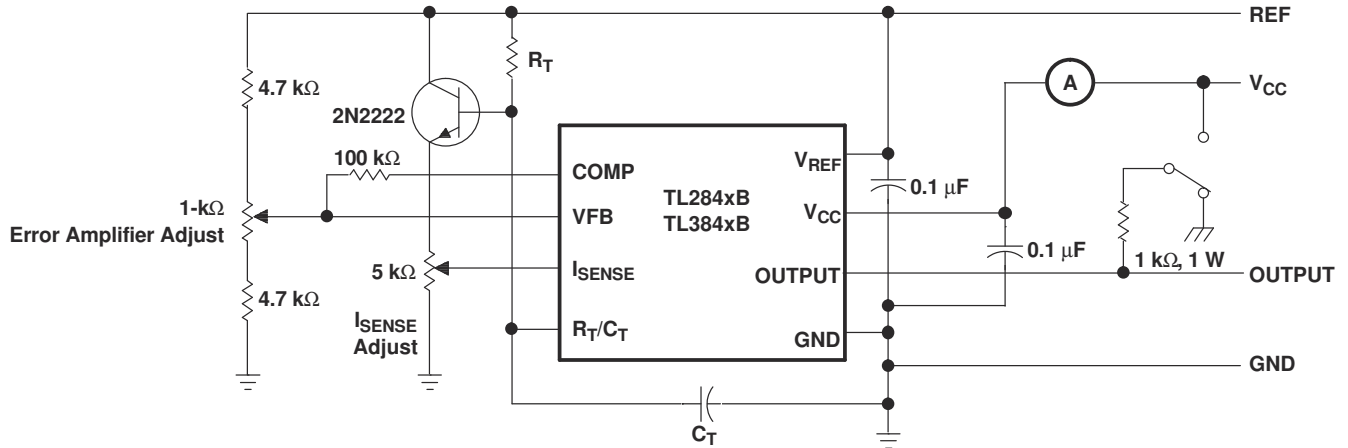 REF
R_T
4.7 kΩ
A
V_CC
2N2222
100 kΩ
COMP
V_REF
0.1 μF
TL284xB
TL384xB
1-kΩ
Error Amplifier Adjust
VFB
V_CC
0.1 μF
1 kΩ, 1 W
5 kΩ
I_SENSE
OUTPUT
OUTPUT
4.7 kΩ
I_SENSE
Adjust
R_T/C_T
GND
GND
C_T